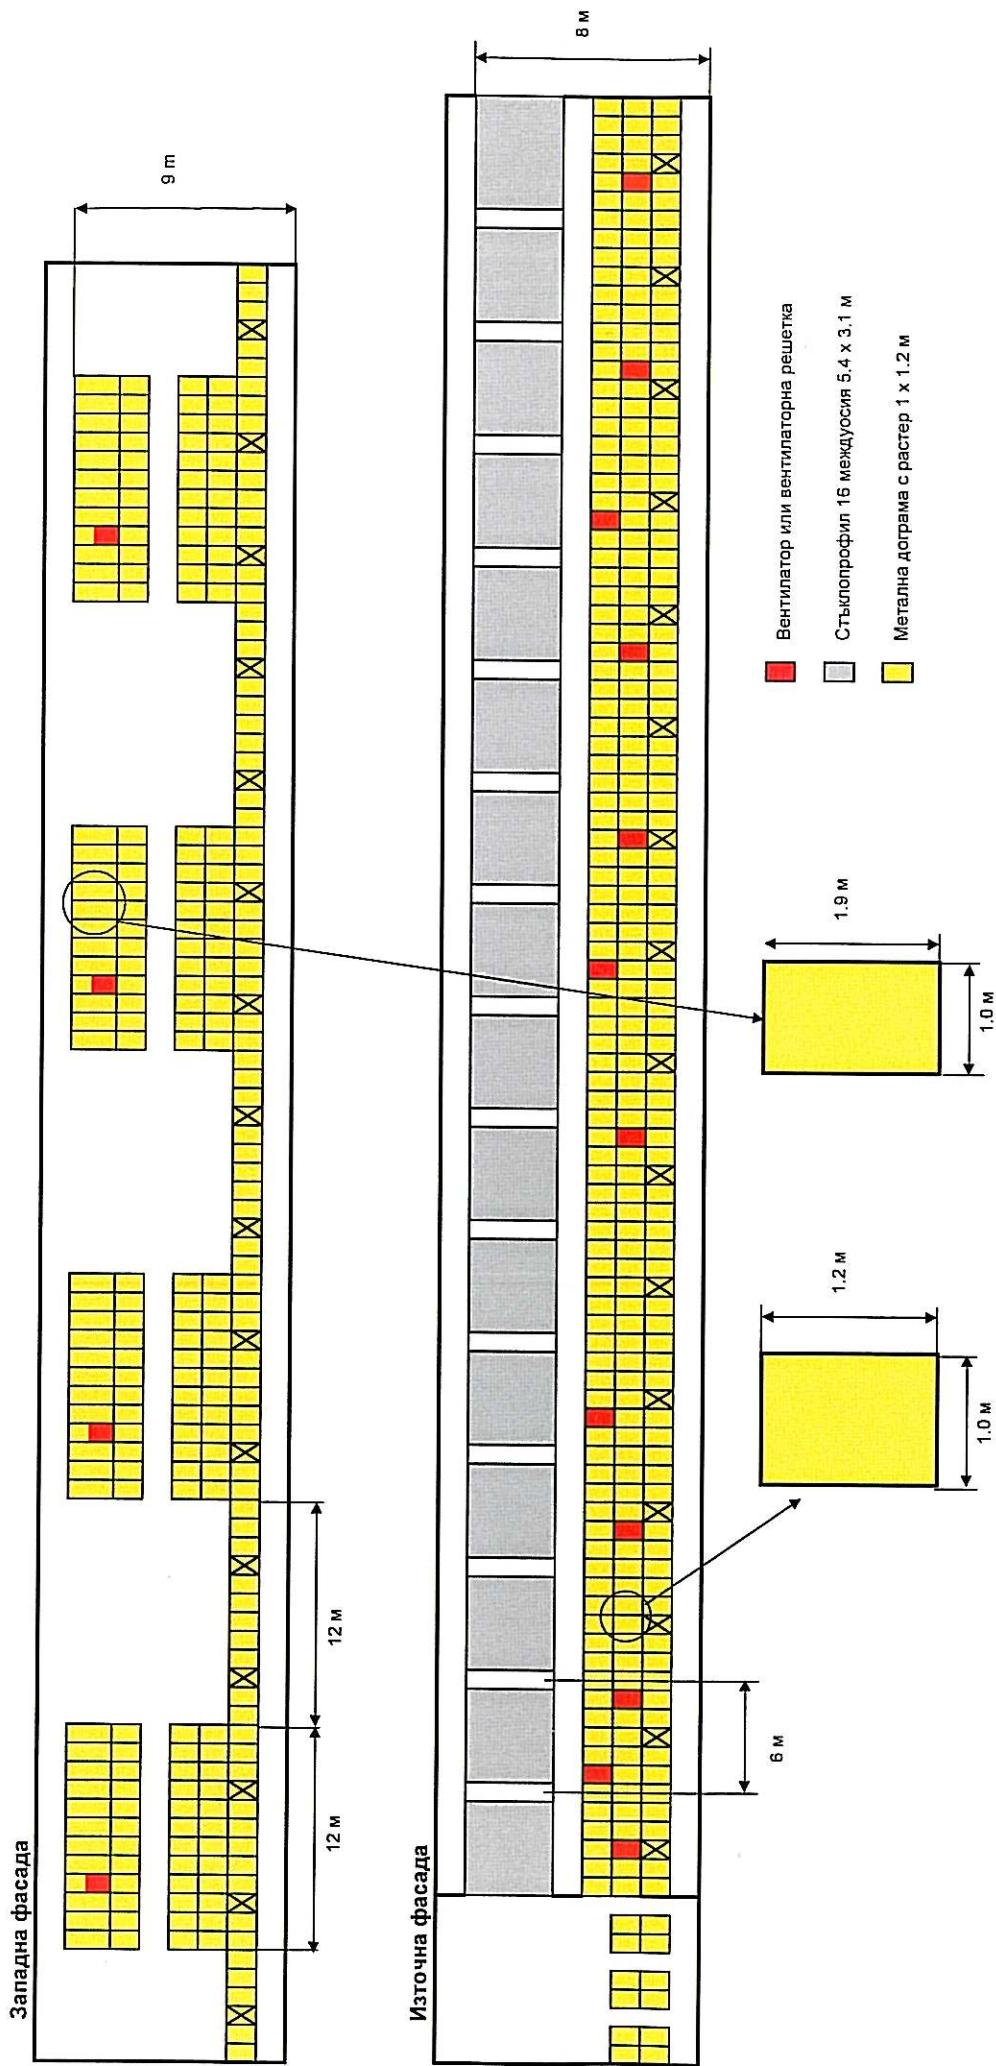 Западна фасада
9 m
12 м
12 м
Източна фасада
8 м
6 м
1.2 м
1.0 м
1.9 м
1.0 м
Вентилатор или вентилаторна решетка
Стъклопрофил 16 междуосия 5.4 x 3.1 м
Метална дограма с растер 1 x 1.2 м